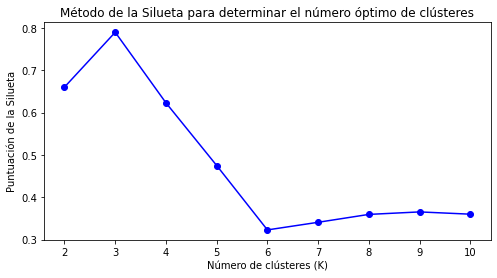 Método de la Silueta para determinar el número óptimo de clústeres
Puntuación de la Silueta
0.8
0.7
0.6
0.5
0.4
0.3
2 3 4 5 6 7 8 9 10
Número de clústeres (K)